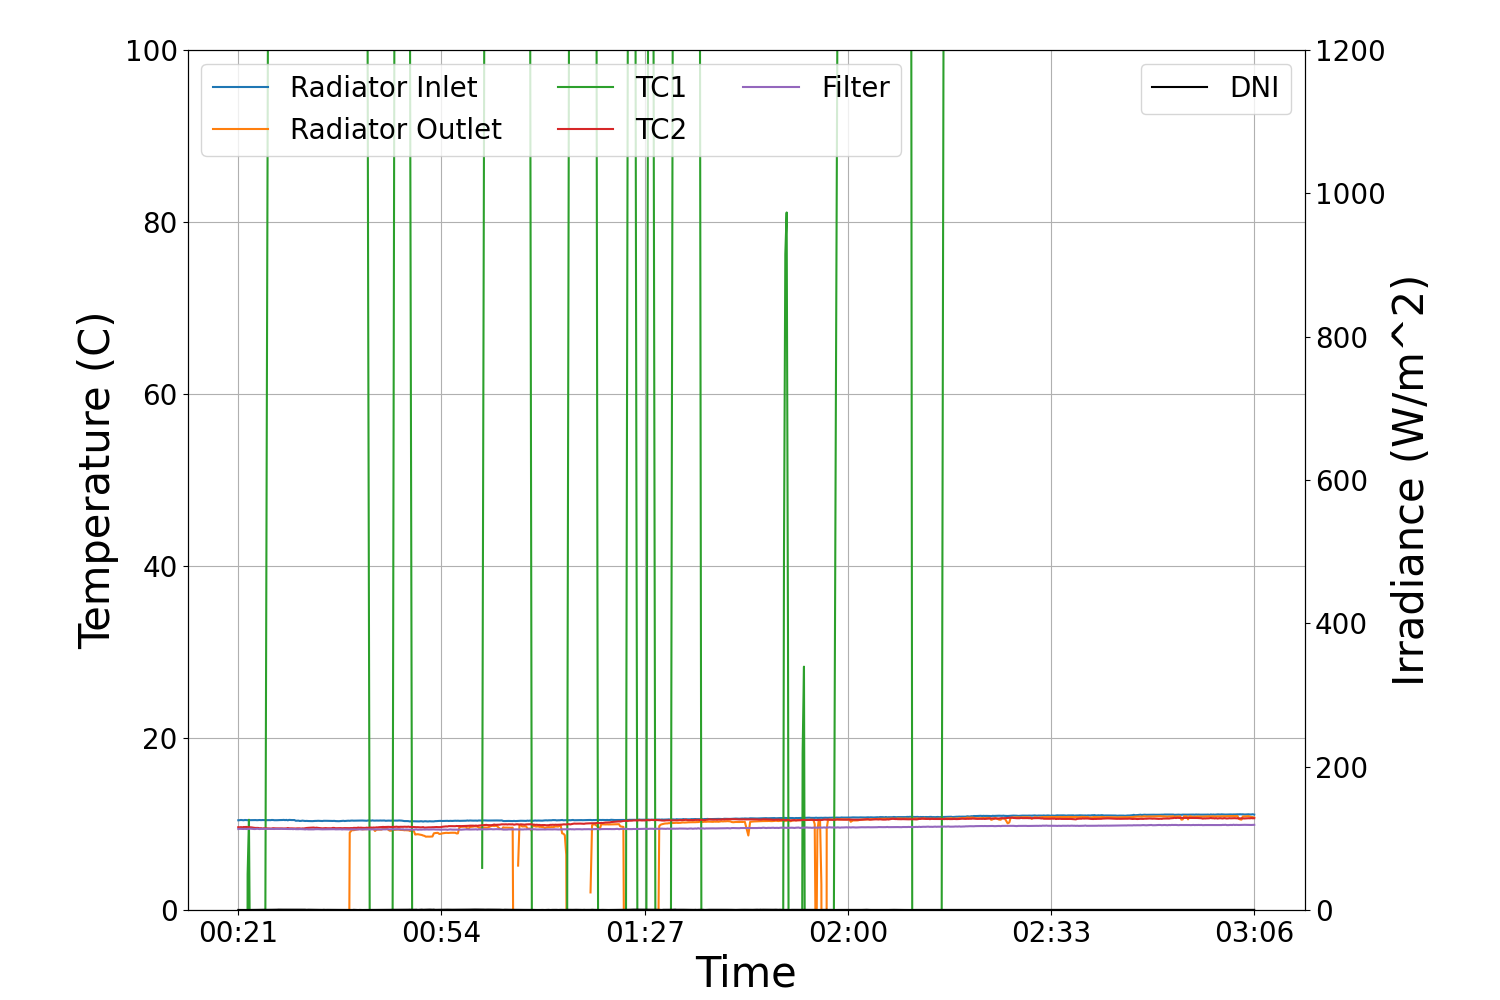 100
80
60
40
20
0
Temperature (C)
Radiator Inlet
Radiator Outlet
TC1
TC2
Filter
DNI
1200
1000
800
600
400
200
0
Irradiance (W/m^2)
00:21
00:54
01:27
02:00
02:33
03:06
Time